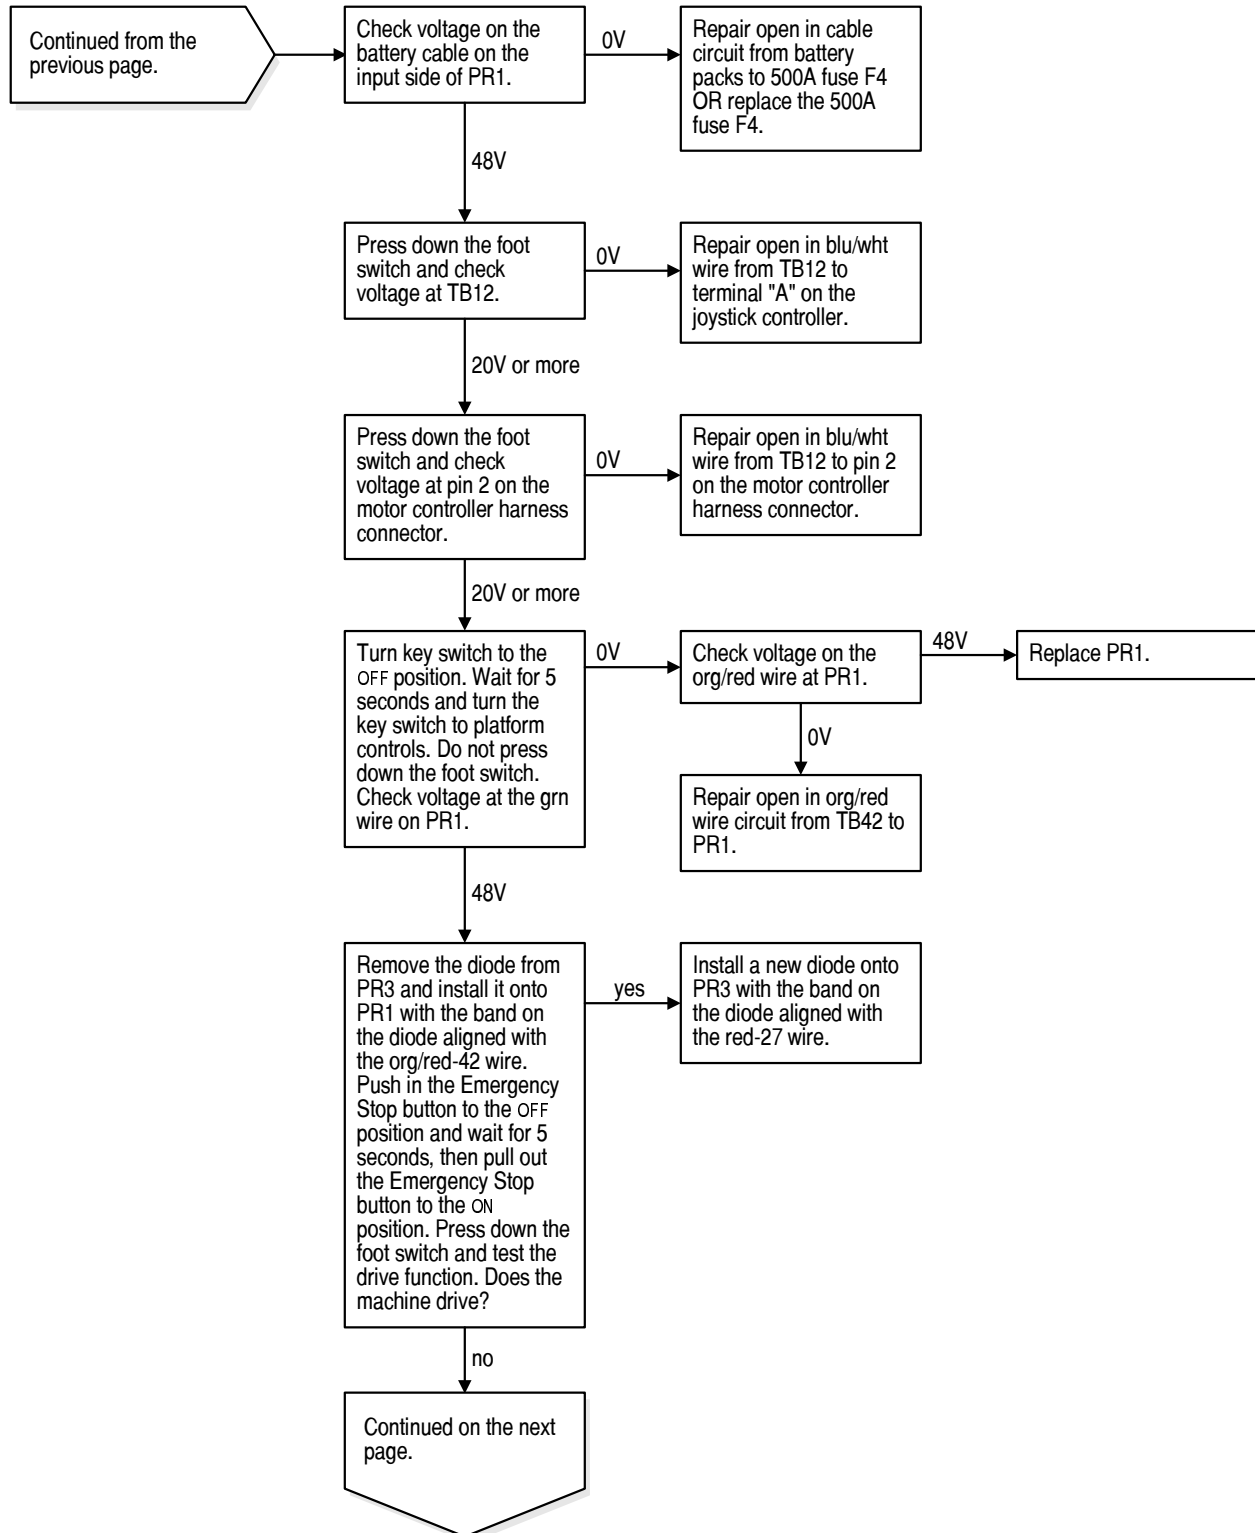 Continued from the
previous page.
Check voltage on the
battery cable on the
input side of PR1.
0V
Repair open in cable
circuit from battery
packs to 500A fuse F4
OR replace the 500A
fuse F4.
48V
Press down the foot
switch and check
voltage at TB12.
0V
Repair open in blu/wht
wire from TB12 to
terminal "A" on the
joystick controller.
20V or more
Press down the foot
switch and check
voltage at pin 2 on the
motor controller harness
connector.
0V
Repair open in blu/wht
wire from TB12 to pin 2
on the motor controller
harness connector.
20V or more
Turn key switch to the
OFF position. Wait for 5
seconds and turn the
key switch to platform
controls. Do not press
down the foot switch.
Check voltage at the grn
wire on PR1.
0V
Check voltage on the
org/red wire at PR1.
48V
Replace PR1.
0V
Repair open in org/red
wire circuit from TB42 to
PR1.
48V
Remove the diode from
PR3 and install it onto
PR1 with the band on
the diode aligned with
the org/red-42 wire.
Push in the Emergency
Stop button to the OFF
position and wait for 5
seconds, then pull out
the Emergency Stop
button to the ON
position. Press down the
foot switch and test the
drive function. Does the
machine drive?
yes
Install a new diode onto
PR3 with the band on
the diode aligned with
the red-27 wire.
no
Continued on the next
page.